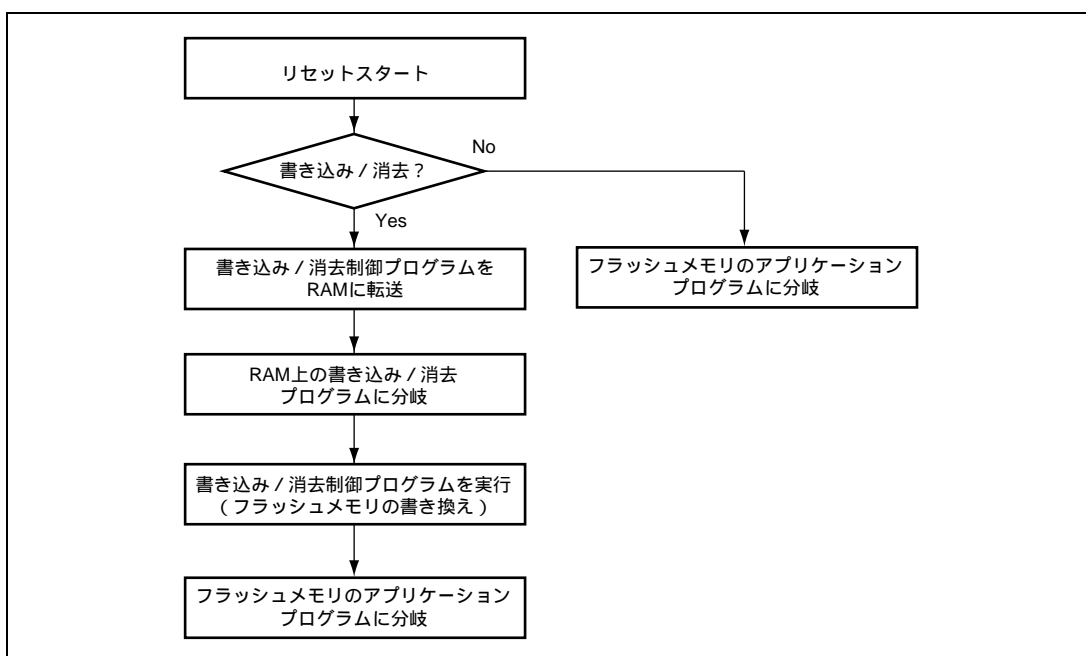 リセットスタート
書き込み / 消去？
No
Yes
書き込み / 消去制御プログラムを
RAMに転送
フラッシュメモリのアプリケーション
プログラムに分岐
RAM上の書き込み / 消去
プログラムに分岐
書き込み / 消去制御プログラムを実行
（フラッシュメモリの書き換え）
フラッシュメモリのアプリケーション
プログラムに分岐